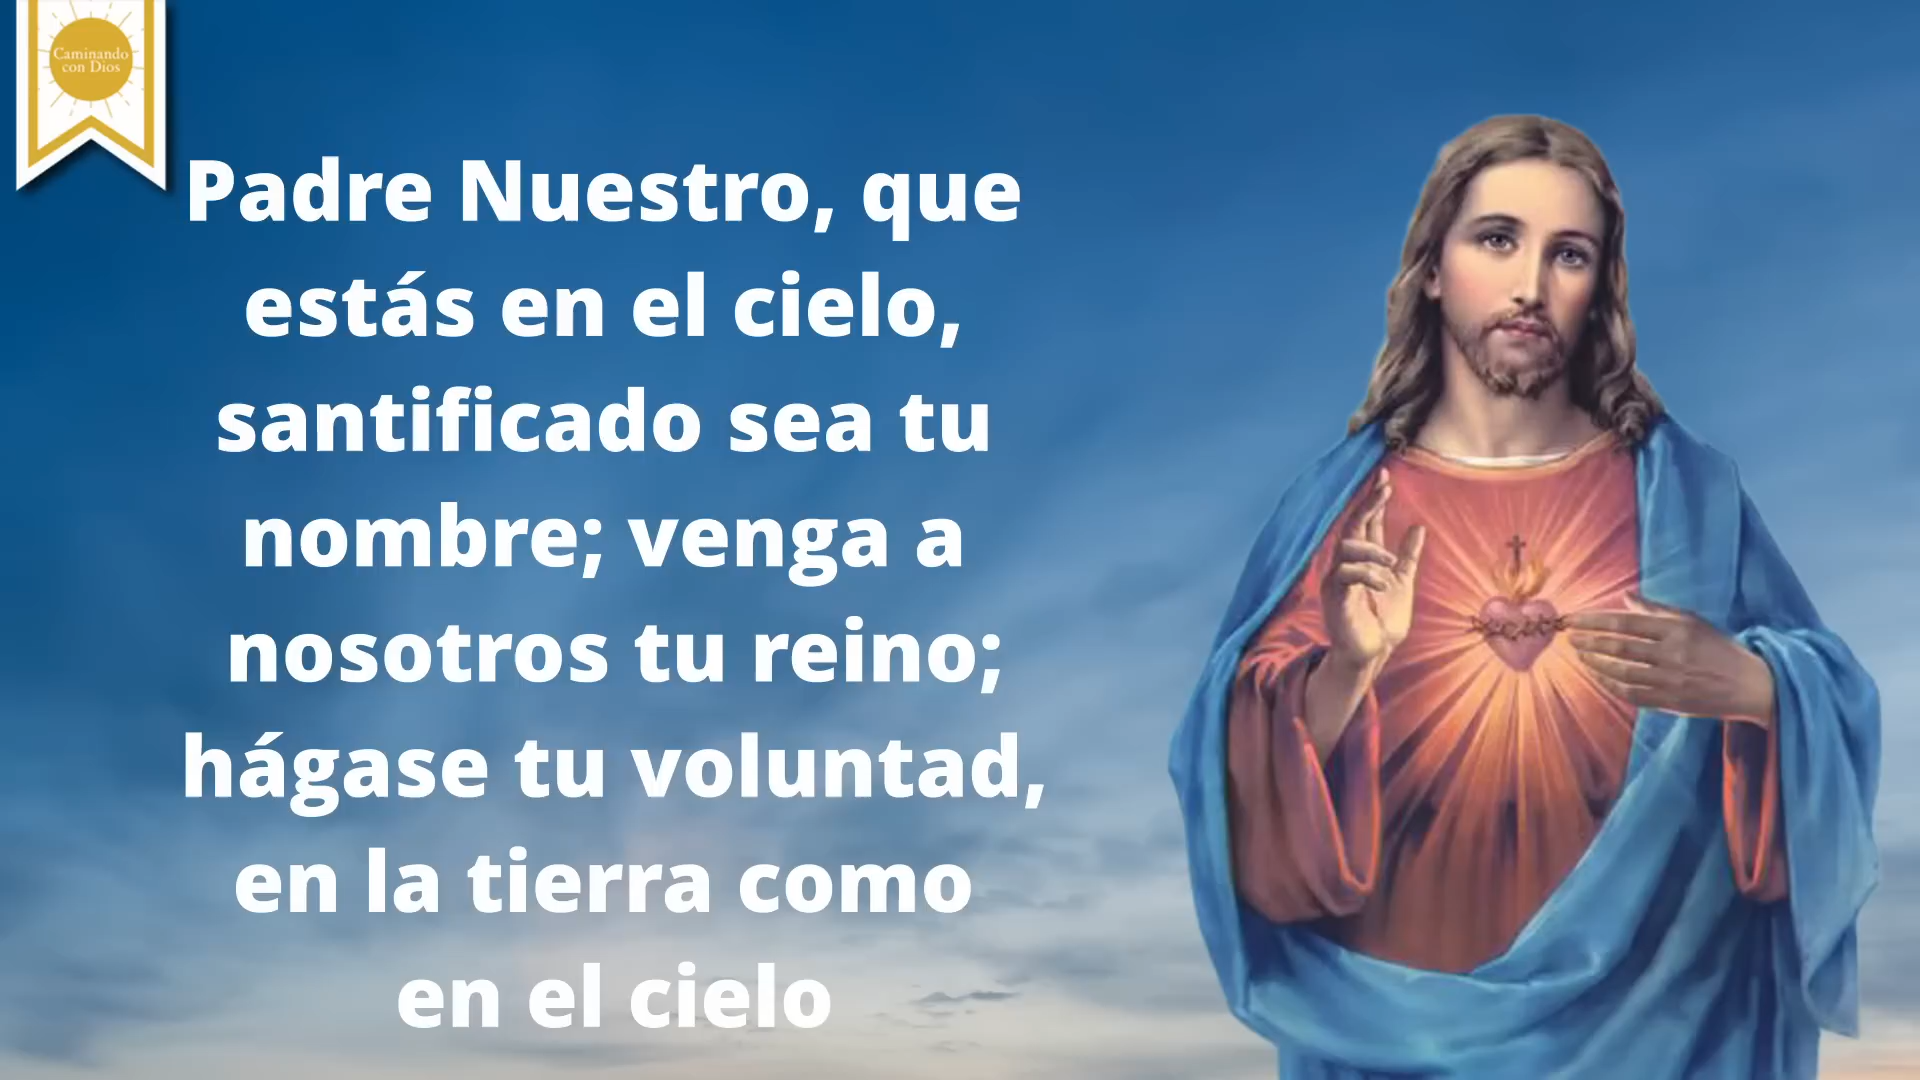 Caminando
con Dios
Padre Nuestro, que
estás en el cielo,
santificado sea tu
nombre; venga a
nosotros tu reino;
hágase tu voluntad,
en la tierra como
en el cielo